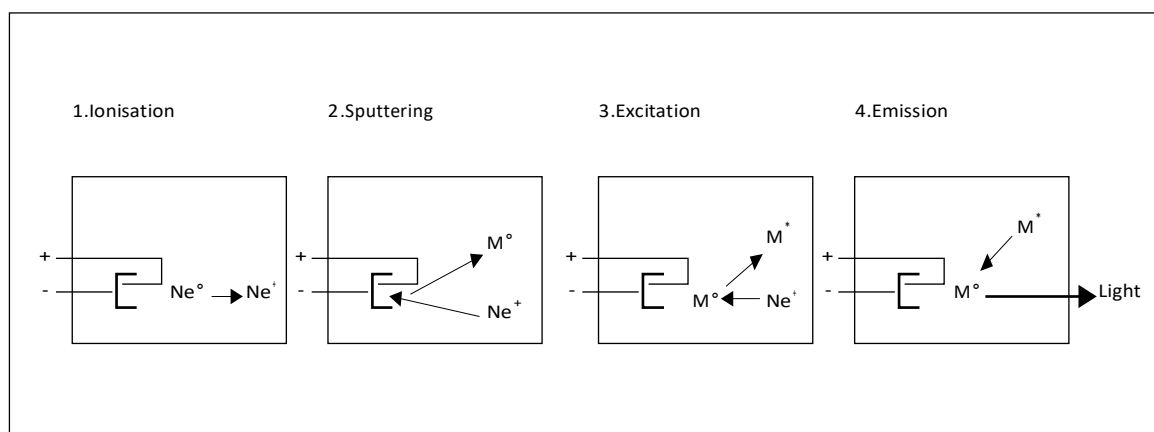 1.Ionisation
2.Sputtering
3.Excitation
4.Emission
+
-
Ne° Ne⁺
+
-
M°
Ne⁺
+
-
M*
M° Ne⁺
+
-
M*
M° Light